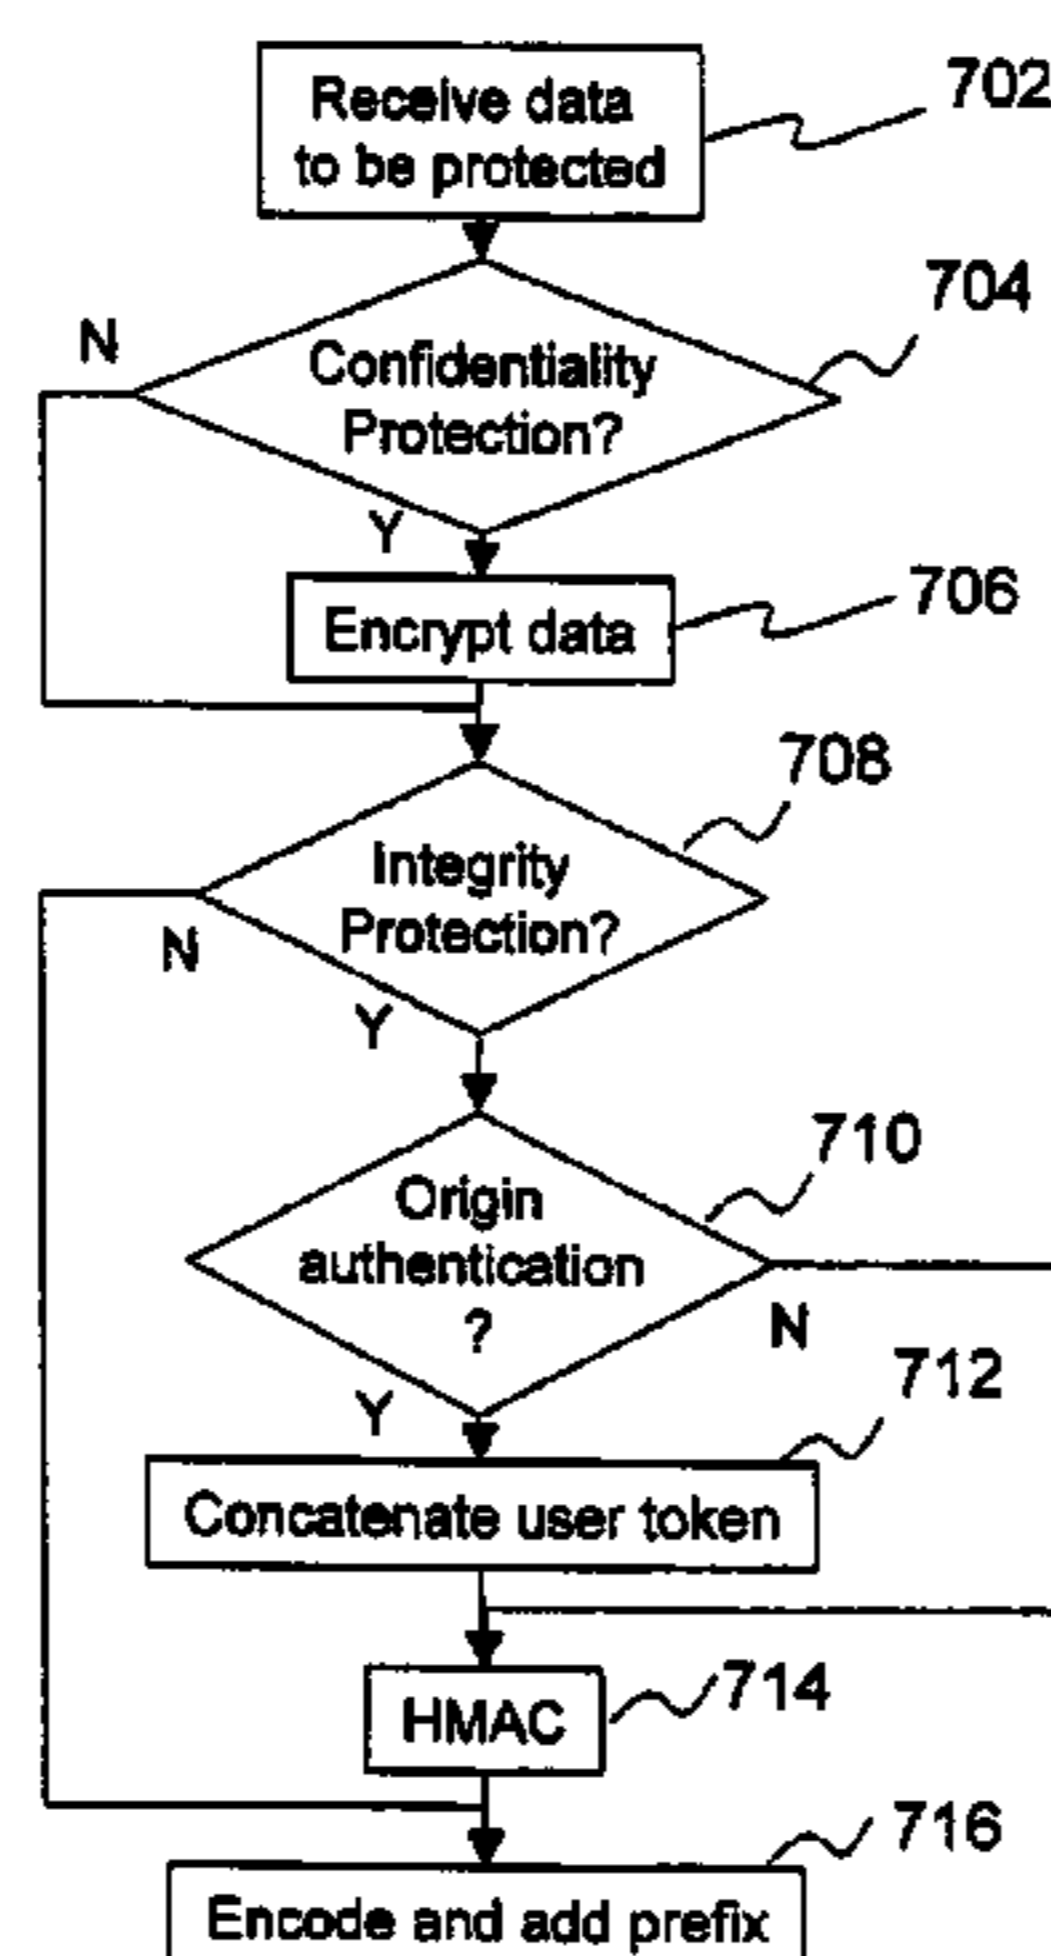 Receive data
to be protected
702
704
N
Confidentiality
Protection?
Y
Encrypt data
706
708
Integrity
Protection?
N
Y
710
Origin
authentication
?
N
Y
712
Concatenate user token
HMAC
714
716
Encode and add prefix